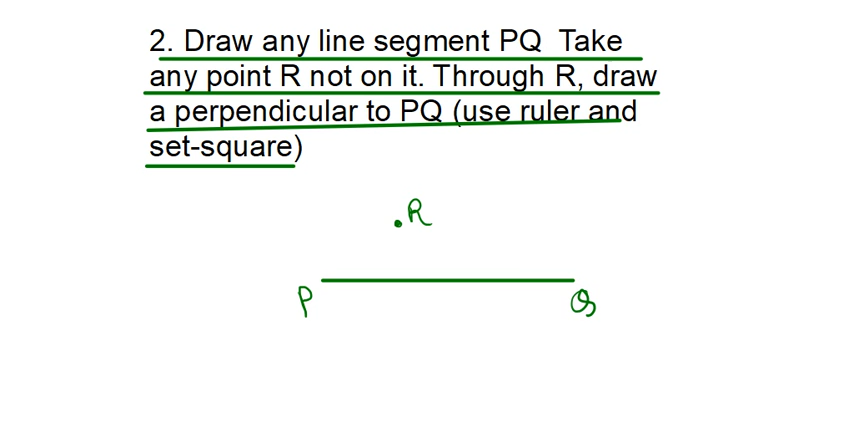 2. Draw any line segment PQ  Take
any point R not on it. Through R, draw
a perpendicular to PQ (use ruler and
set-square)
R
P
Q